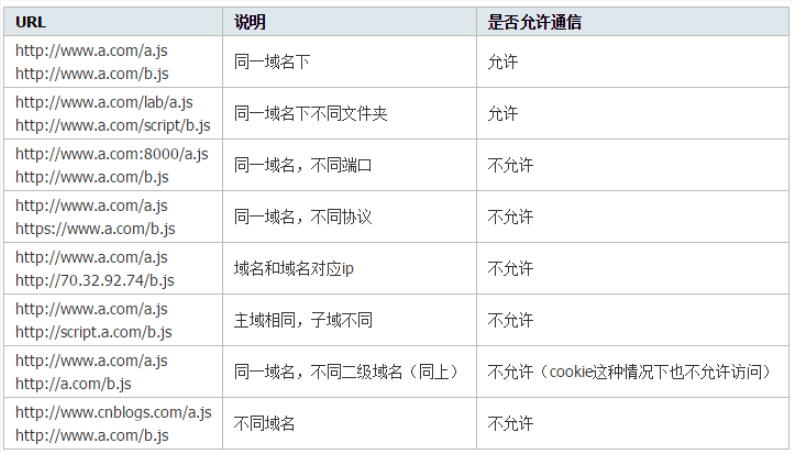 URL 说明 是否允许通信
http://www.a.com/a.js
http://www.a.com/b.js
同一域名下
允许
http://www.a.com/lab/a.js
http://www.a.com/script/b.js
同一域名下不同文件夹
允许
http://www.a.com:8000/a.js
http://www.a.com/b.js
同一域名，不同端口
不允许
http://www.a.com/a.js
https://www.a.com/b.js
同一域名，不同协议
不允许
http://www.a.com/a.js
http://70.32.92.74/b.js
域名和域名对应ip
不允许
http://www.a.com/a.js
http://script.a.com/b.js
主域相同，子域不同
不允许
http://www.a.com/a.js
http://a.com/b.js
同一域名，不同二级域名（同上）
不允许（cookie这种情况下也不允许访问）
http://www.cnblogs.com/a.js
http://www.a.com/b.js
不同域名
不允许